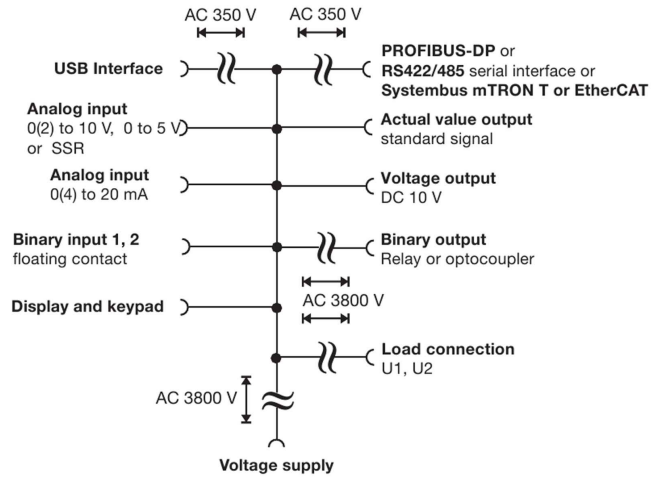 AC 350 V
AC 350 V
USB Interface
PROFIBUS-DP or
RS422/485 serial interface or
Systembus mTRON T or EtherCAT
Analog input
0(2) to 10 V, 0 to 5 V
or SSR
Actual value output
standard signal
Analog input
0(4) to 20 mA
Voltage output
DC 10 V
Binary input 1, 2
floating contact
Binary output
Relay or optocoupler
AC 3800 V
Display and keypad
Load connection
U1, U2
AC 3800 V
Voltage supply